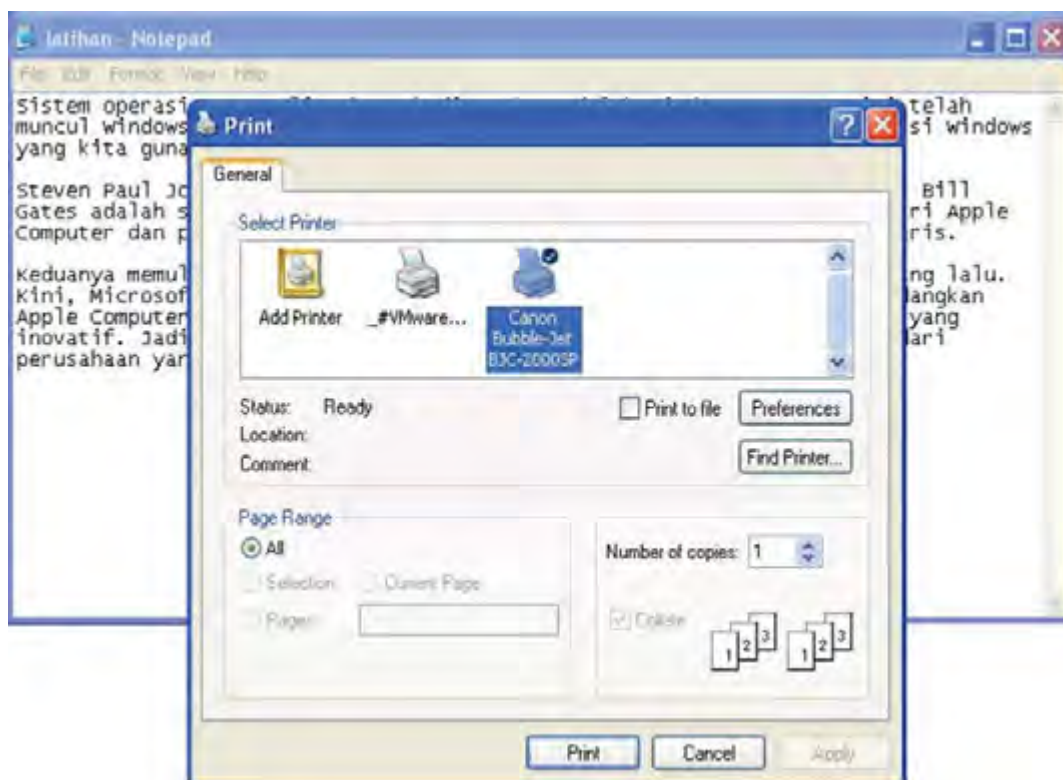 latihan - Notepad
File Edit Format View Help
Sistem operasi telah
muncul windows si windows
yang kita guna
Steven Paul Jo Bill
Gates adalah s ri Apple
Computer dan p ris.
Keduanya memul ng lalu.
Kini, Microsof dangkan
Apple Computer yang
inovatif. Jadi dari
perusahaan yan
Print
General
Select Printer
Add Printer
_#VMware...
Canon
Bubble-Jet
BJC-2000SP
Status: Ready
Location:
Comment:
Print to file
Preferences
Find Printer...
Page Range
All
Selection Current Page
Pages:
Number of copies: 1
Collate
1 2 3 1 2 3
Print Cancel Apply